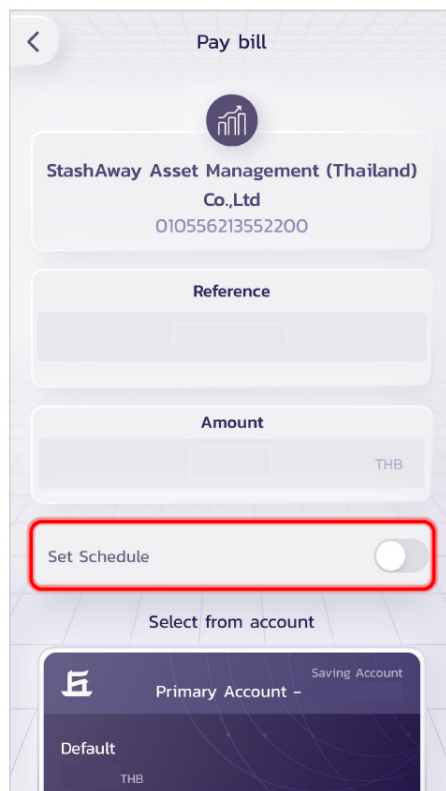 Pay bill
StashAway Asset Management (Thailand)
Co.,Ltd
010556213552200
Reference
Amount
THB
Set Schedule
Select from account
Saving Account
Primary Account -
Default
THB